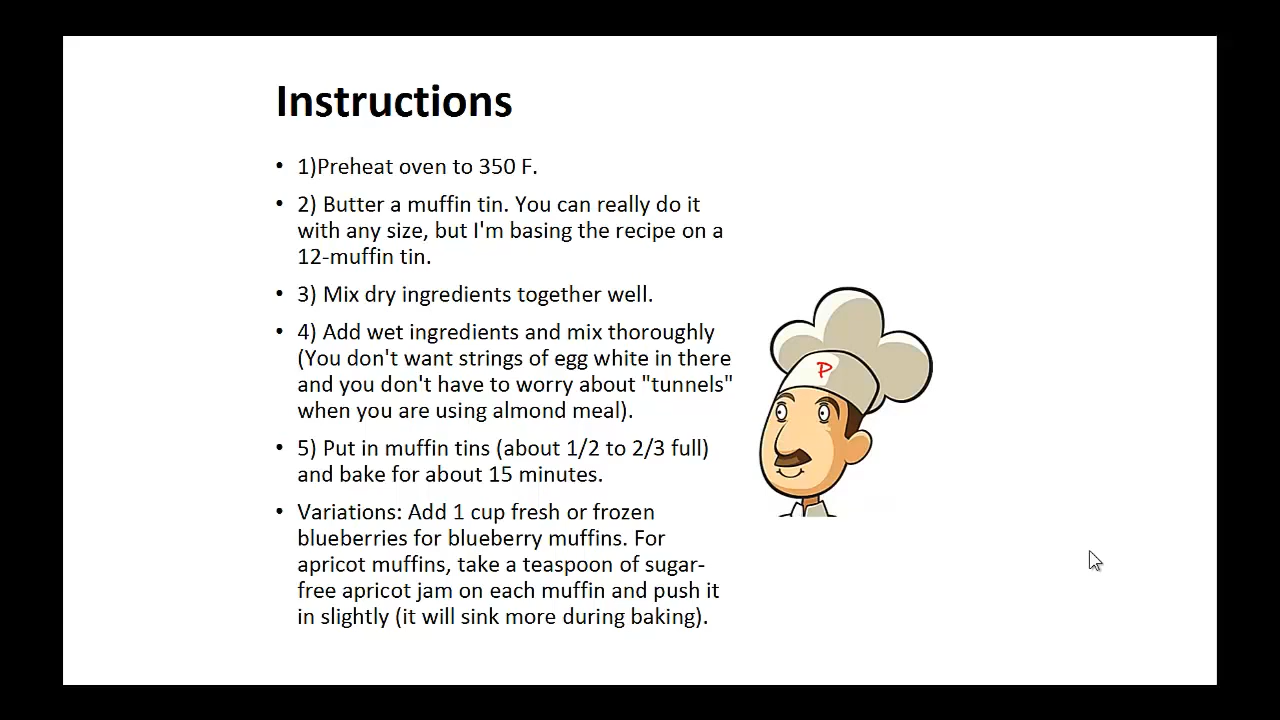 Instructions
• 1)Preheat oven to 350 F.
• 2) Butter a muffin tin. You can really do it
with any size, but I'm basing the recipe on a
12-muffin tin.
• 3) Mix dry ingredients together well.
• 4) Add wet ingredients and mix thoroughly
(You don't want strings of egg white in there
and you don't have to worry about "tunnels"
when you are using almond meal).
• 5) Put in muffin tins (about 1/2 to 2/3 full)
and bake for about 15 minutes.
• Variations: Add 1 cup fresh or frozen
blueberries for blueberry muffins. For
apricot muffins, take a teaspoon of sugar-
free apricot jam on each muffin and push it
in slightly (it will sink more during baking).
P